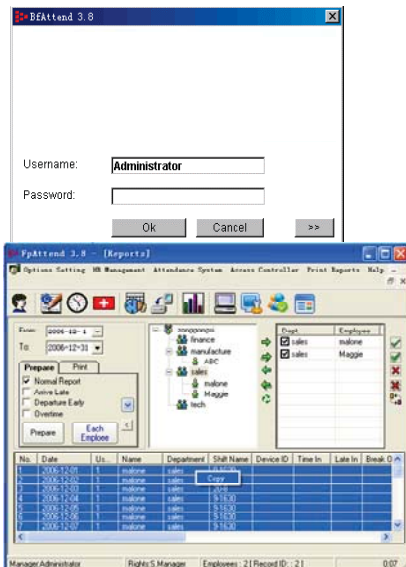 BfAttend 3.8
Username: Administrator
Password:
Ok Cancel >>
FpAttend 3.8 - [Reports]
Options Setting HR Management Attendance System Access Controller Print Reports Help
From: 2006-12- 1
To: 2006-12-31
Prepare Print
Normal Report
Arrive Late
Departure Early
Overtime
Prepare Each Emploee
finance
manufacture
ABC
sales
malone
Maggie
tech
Dept. Employee
sales malone
sales Maggie
No. Date Us... Name Department Shift Name Device ID Time In Late In Break O
1 2006-12-01 1 malone sales
2 2006-12-02 1 malone sales Copy
3 2006-12-03 1 malone sales
4 2006-12-04 1 malone sales 9-1630
5 2006-12-05 1 malone sales 9-1630
6 2006-12-06 1 malone sales 9-1630
7 2006-12-07 1 malone sales 9-1630
Manager:Administrator Rights:S.Manager Employees : 2 | Record ID: : 2 | 0:07